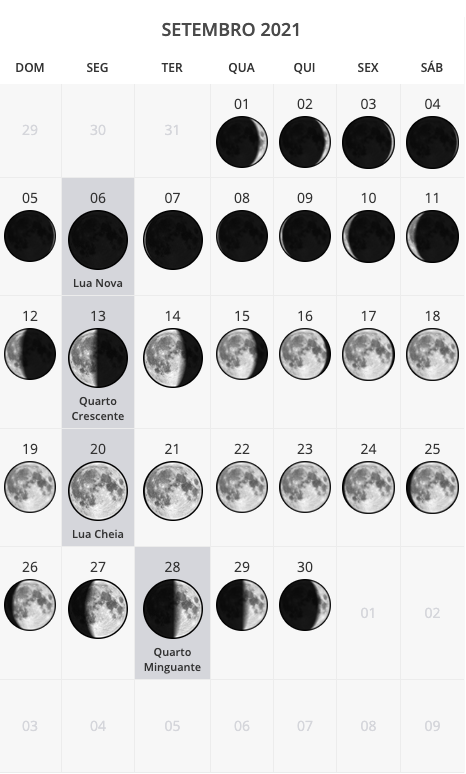 SETEMBRO 2021
DOM SEG TER QUA QUI SEX SÁB
29 30 31 01 02 03 04
05 06 07 08 09 10 11
Lua Nova
12 13 14 15 16 17 18
Quarto
Crescente
19 20 21 22 23 24 25
Lua Cheia
26 27 28 29 30 01 02
Quarto
Minguante
03 04 05 06 07 08 09